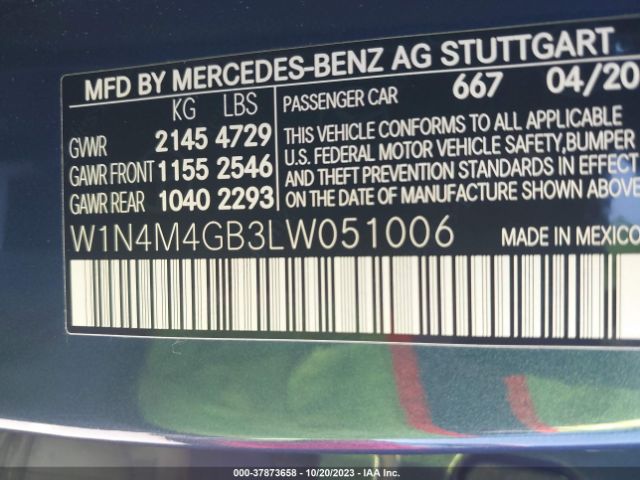 MFD BY MERCEDES-BENZ AG STUTTGART
KG LBS
GVWR 2145 4729
GAWR FRONT 1155 2546
GAWR REAR 1040 2293
PASSENGER CAR 667 04/20
THIS VEHICLE CONFORMS TO ALL APPLICABLE
U.S. FEDERAL MOTOR VEHICLE SAFETY,BUMPER
AND THEFT PREVENTION STANDARDS IN EFFECT
ON THE DATE OF MANUFACTURE SHOWN ABOVE
W1N4M4GB3LW051006 MADE IN MEXICO
000-37873658 - 10/20/2023 - IAA Inc.